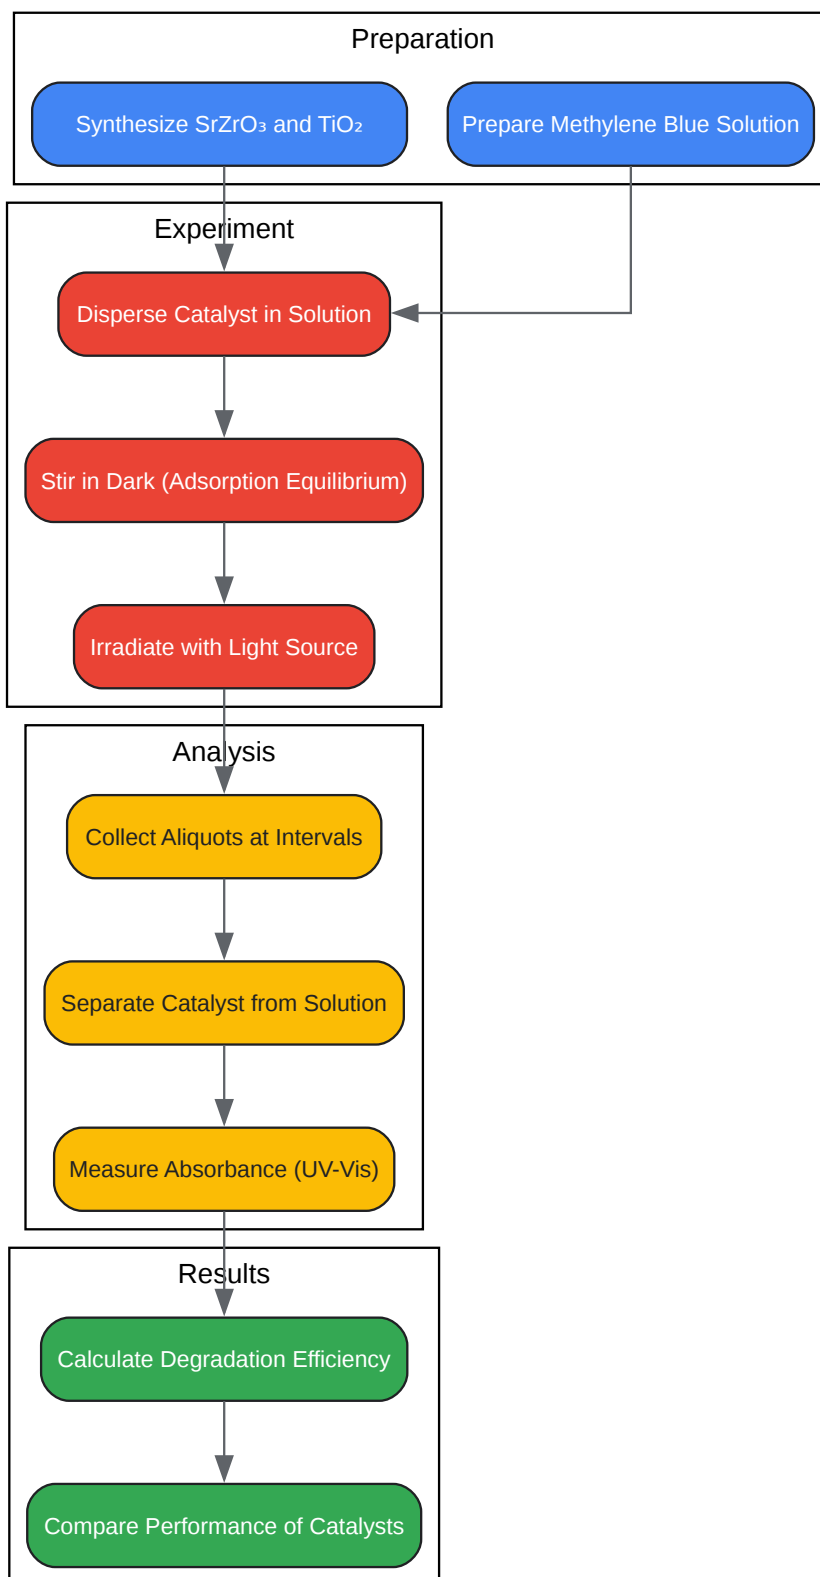 Preparation
Synthesize SrZrO₃ and TiO₂
Prepare Methylene Blue Solution
Experiment
Disperse Catalyst in Solution
Stir in Dark (Adsorption Equilibrium)
Irradiate with Light Source
Analysis
Collect Aliquots at Intervals
Separate Catalyst from Solution
Measure Absorbance (UV-Vis)
Results
Calculate Degradation Efficiency
Compare Performance of Catalysts